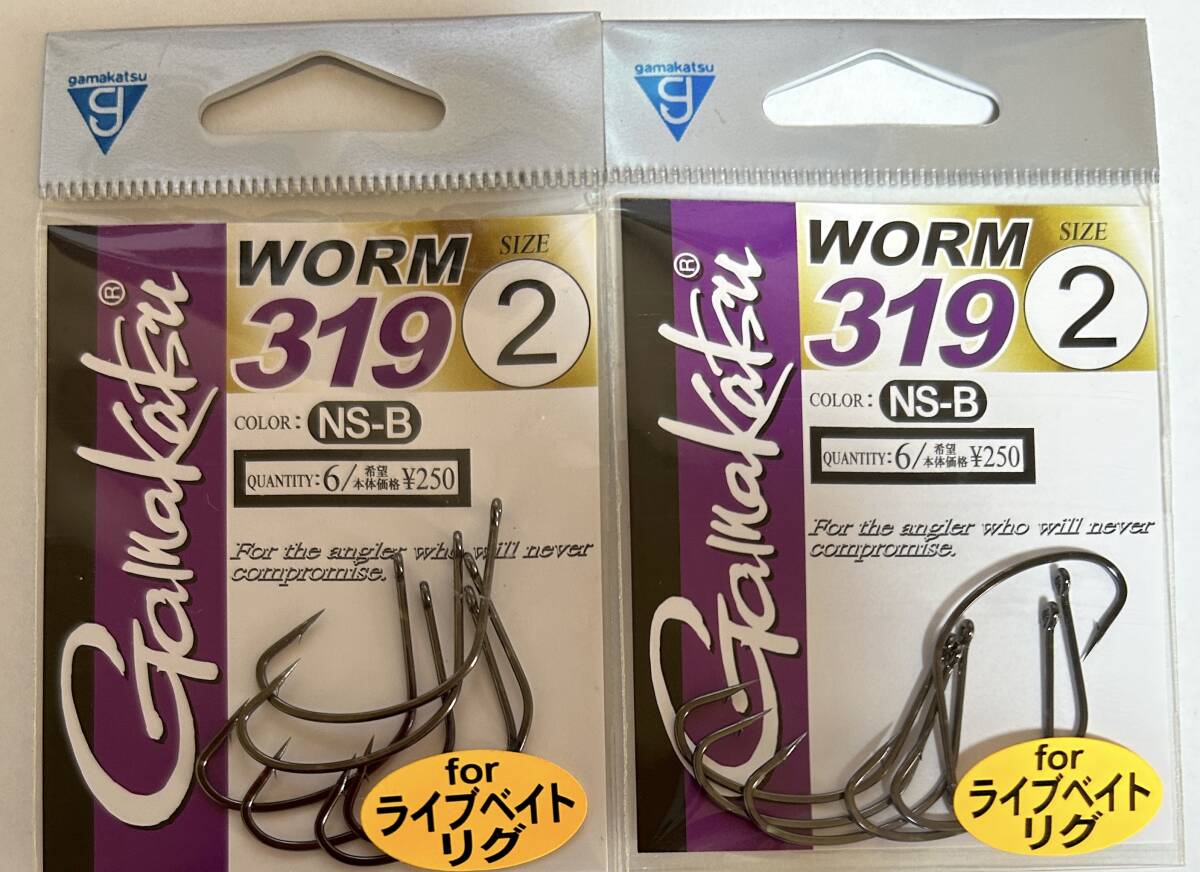 gamakatsu
g
Gamakatsu®
WORM
319
SIZE
2
COLOR: NS-B
QUANTITY:6/希望本体価格¥250
For the angler who will never
compromise.
for
ライブベイト
リグ
gamakatsu
g
Gamakatsu®
WORM
319
SIZE
2
COLOR: NS-B
QUANTITY:6/希望本体価格¥250
For the angler who will never
compromise.
for
ライブベイト
リグ